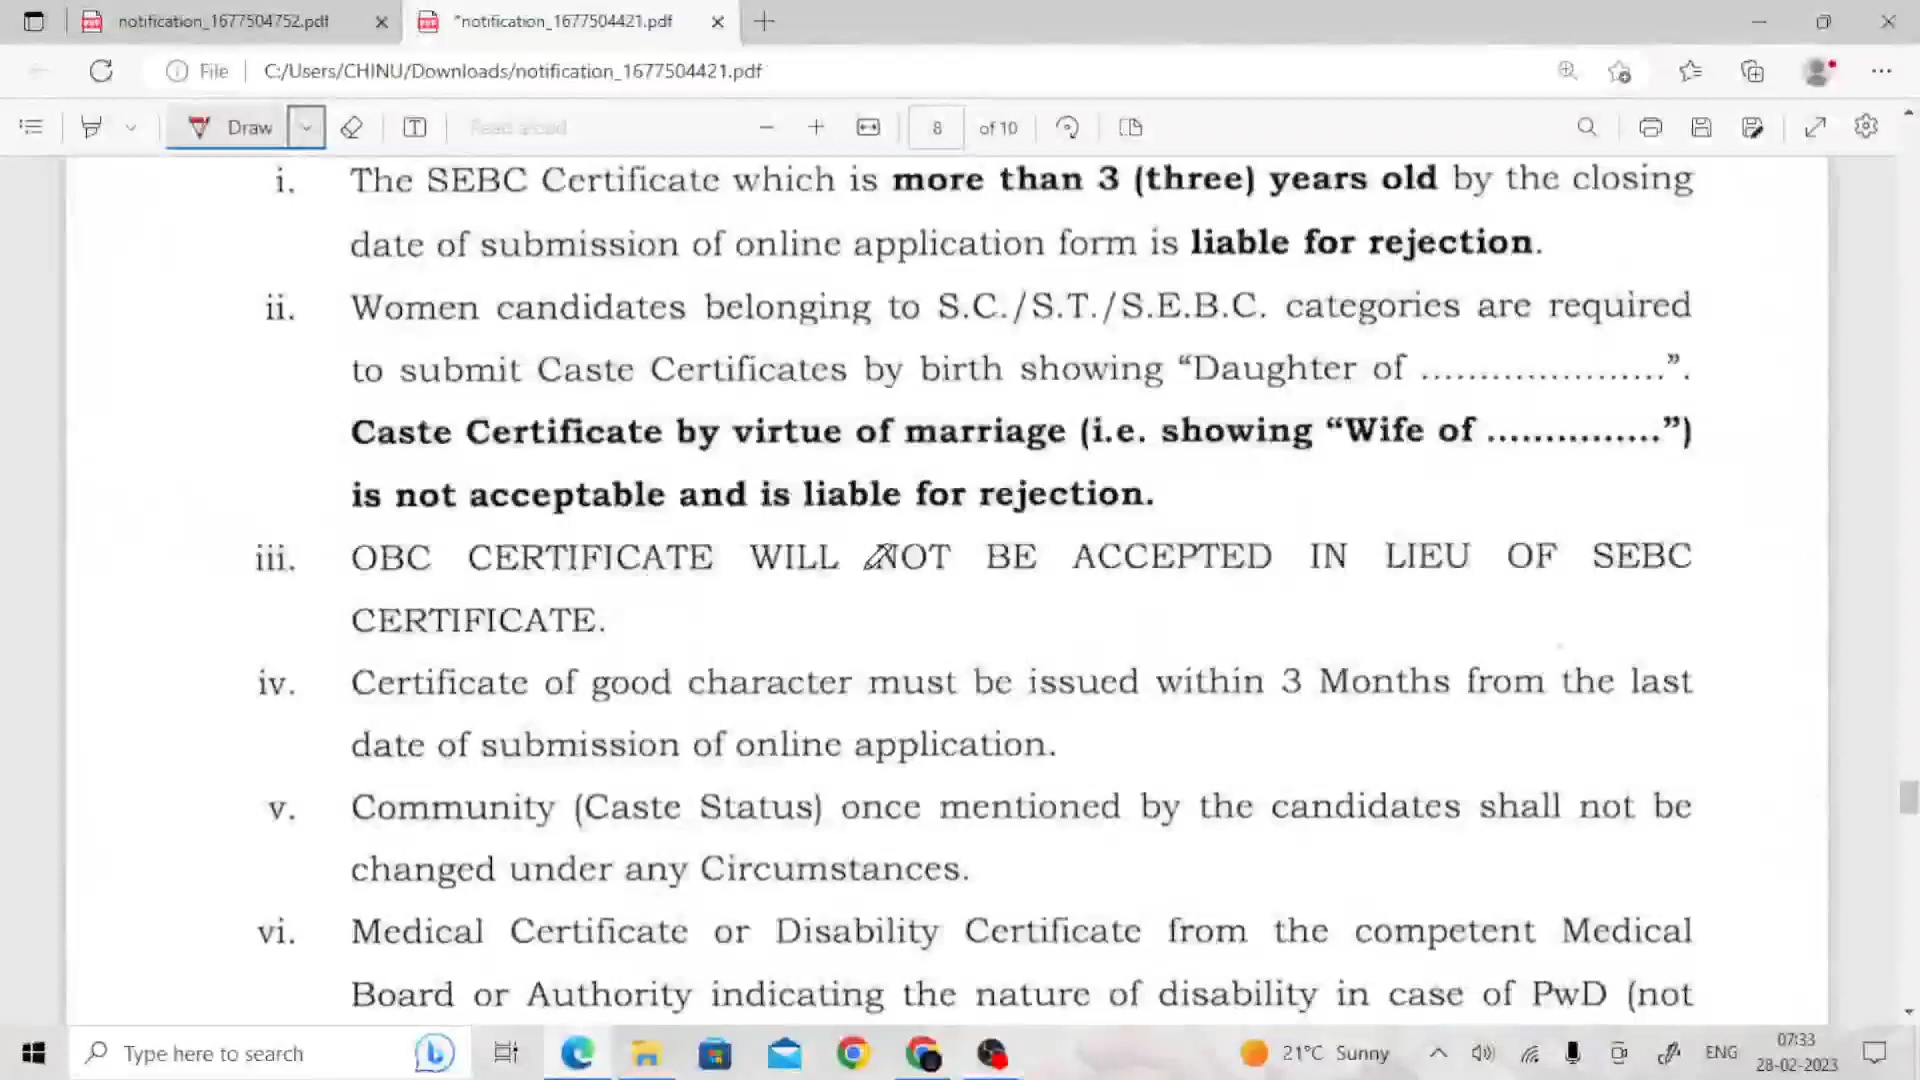 notification_1677504752.pdf
*notification_1677504421.pdf
File
C:/Users/CHINU/Downloads/notification_1677504421.pdf
Draw
Read aloud
8 of 10
i. The SEBC Certificate which is more than 3 (three) years old by the closing
date of submission of online application form is liable for rejection.
ii. Women candidates belonging to S.C./S.T./S.E.B.C. categories are required
to submit Caste Certificates by birth showing “Daughter of .....................”.
Caste Certificate by virtue of marriage (i.e. showing “Wife of ...............”)
is not acceptable and is liable for rejection.
iii. OBC CERTIFICATE WILL NOT BE ACCEPTED IN LIEU OF SEBC
CERTIFICATE.
iv. Certificate of good character must be issued within 3 Months from the last
date of submission of online application.
v. Community (Caste Status) once mentioned by the candidates shall not be
changed under any Circumstances.
vi. Medical Certificate or Disability Certificate from the competent Medical
Board or Authority indicating the nature of disability in case of PwD (not
Type here to search
21°C Sunny
ENG
07:33
28-02-2023